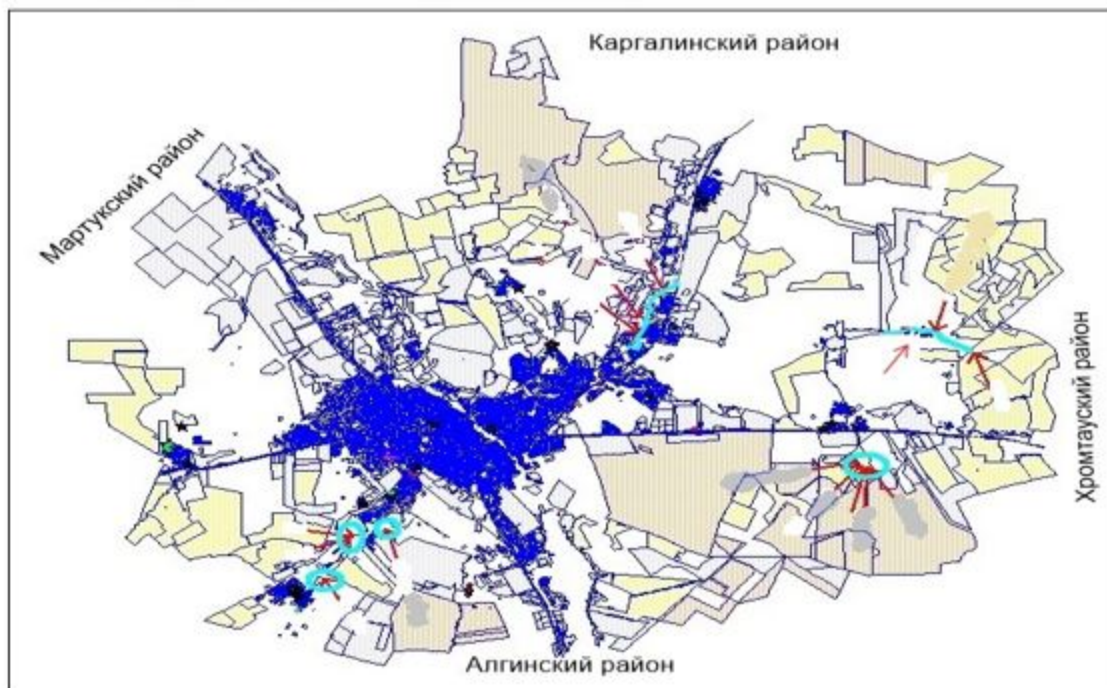 Каргалинский район
Мартукский район
Хромтауский район
Алгинский район